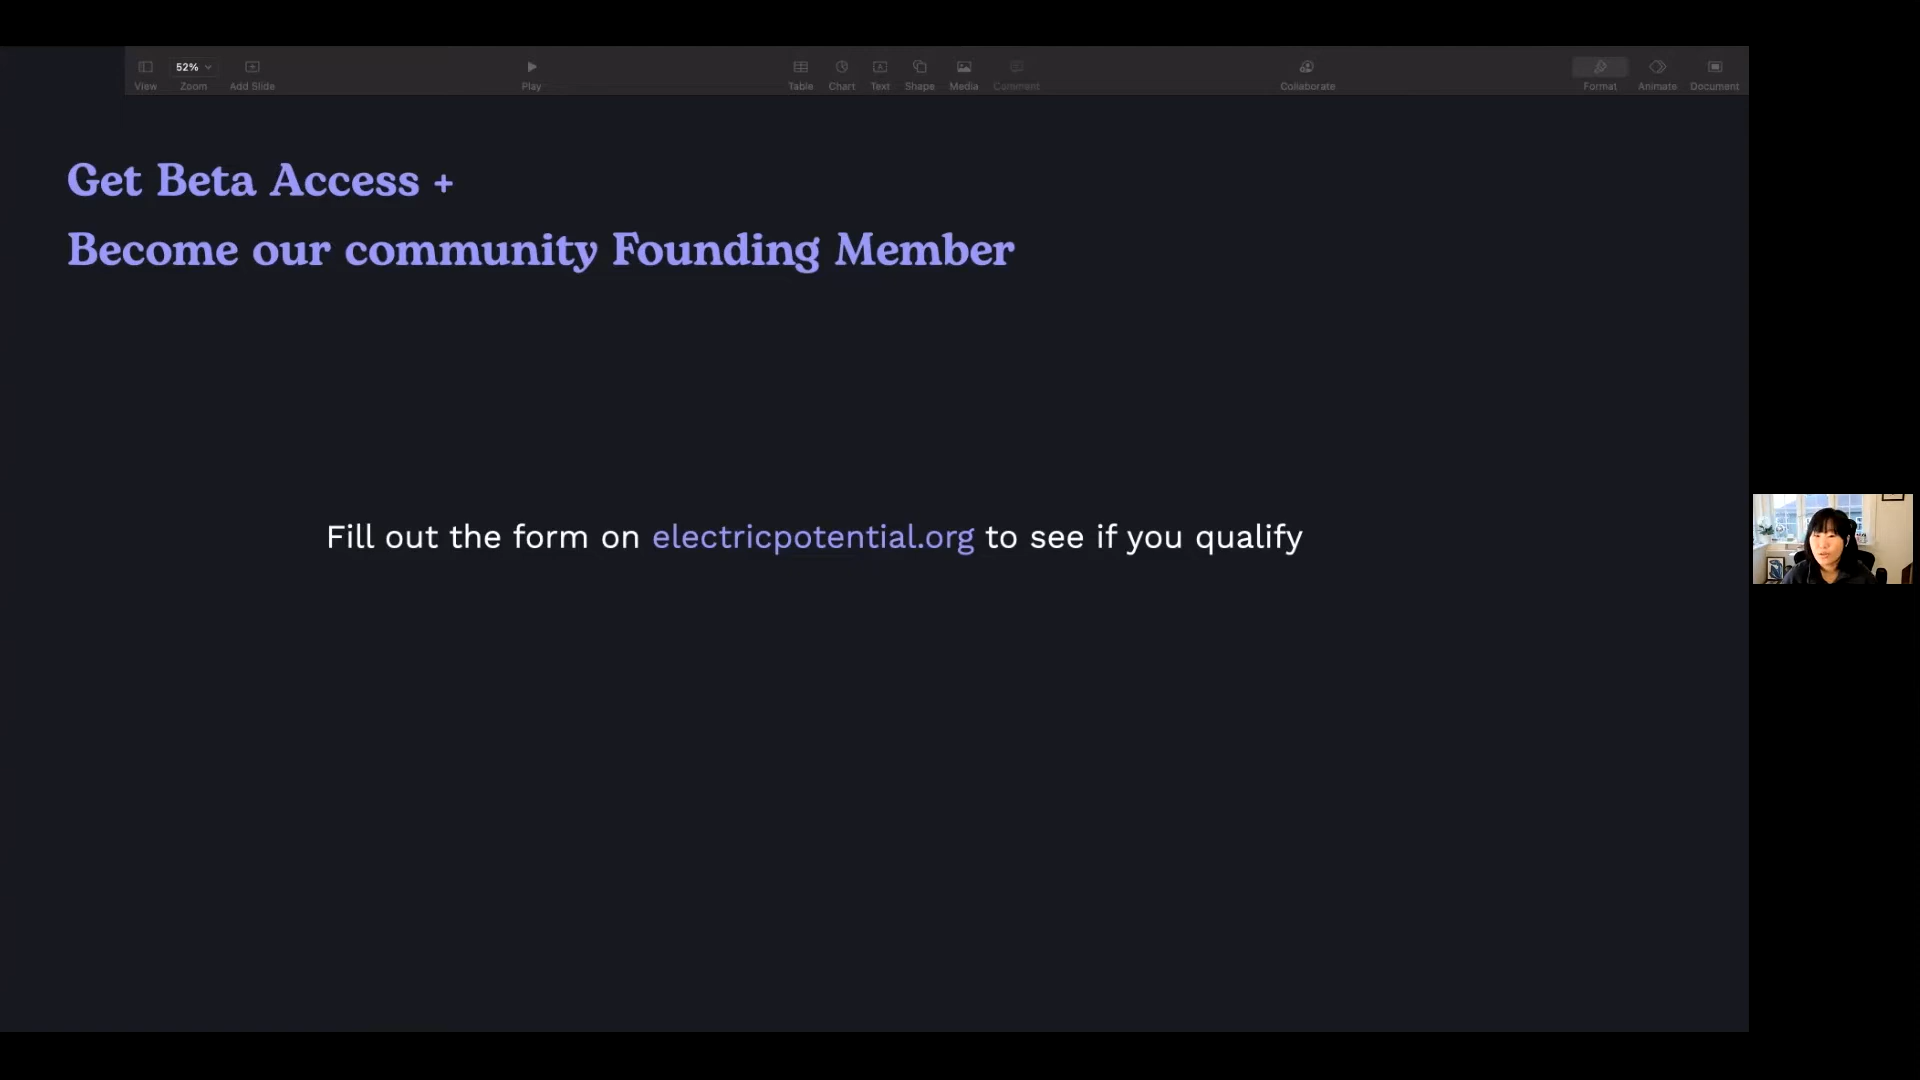 52%
View
Zoom
Add Slide
Play
Table
Chart
Text
Shape
Media
Comment
Collaborate
Format
Animate
Document
Get Beta Access +
Become our community Founding Member
Fill out the form on electricpotential.org to see if you qualify